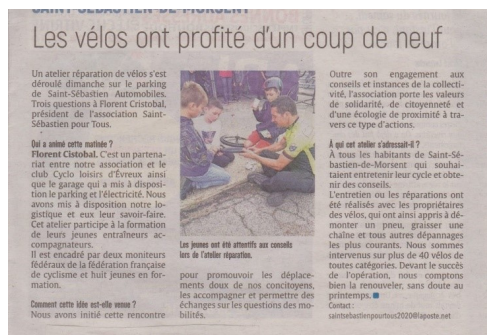 SAINT-SÉBASTIEN-DE-MORSENT
Les vélos ont profité d'un coup de neuf
Un atelier réparation de vélos s'est
déroulé dimanche sur le parking
de Saint-Sébastien Automobiles.
Trois questions à Florent Cristobal,
président de l'association Saint-
Sébastien pour Tous.
Qui a animé cette matinée ?
Florent Cistobal. C'est un partena-
riat entre notre association et le
club Cyclo loisirs d'Évreux ainsi
que le garage qui a mis à disposi-
tion le parking et l'électricité. Nous
avons mis à disposition notre lo-
gistique et eux leur savoir-faire.
Cet atelier participe à la formation
de leurs jeunes entraîneurs ac-
compagnateurs.
Il est encadré par deux moniteurs
fédéraux de la fédération française
de cyclisme et huit jeunes en for-
mation.
Comment cette idée est-elle venue ?
Nous avons initié cette rencontre
Les jeunes ont été attentifs aux conseils
lors de l'atelier réparation.
pour promouvoir les déplace-
ments doux de nos concitoyens,
les accompagner et permettre des
échanges sur les questions des mo-
bilités.
Outre son engagement aux
conseils et instances de la collecti-
vité, l'association porte les valeurs
de solidarité, de citoyenneté et
d'une écologie de proximité à tra-
vers ce type d'actions.
À qui cet atelier s'adressait-il ?
À tous les habitants de Saint-Sé-
bastien-de-Morsent qui souhai-
taient entretenir leur cycle et obte-
nir des conseils.
L'entretien ou les réparations ont
été réalisés avec les propriétaires
des vélos, qui ont ainsi appris à dé-
monter un pneu, graisser une
chaîne et tous autres dépannages
les plus courants. Nous sommes
intervenus sur plus de 40 vélos de
toutes catégories. Devant le succès
de l'opération, nous comptons
bien la renouveler, sans doute au
printemps.
Contact :
saintsebastienpourtous2020@laposte.net